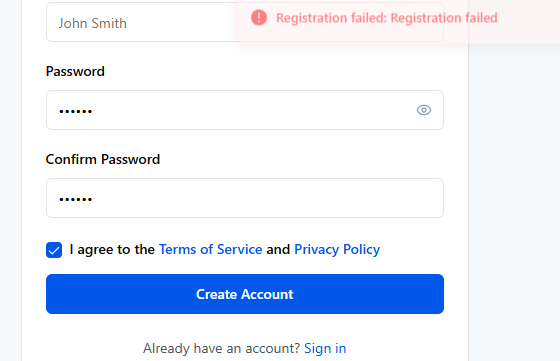 John Smith
Registration failed: Registration failed
Password
••••••
Confirm Password
••••••
I agree to the Terms of Service and Privacy Policy
Create Account
Already have an account? Sign in